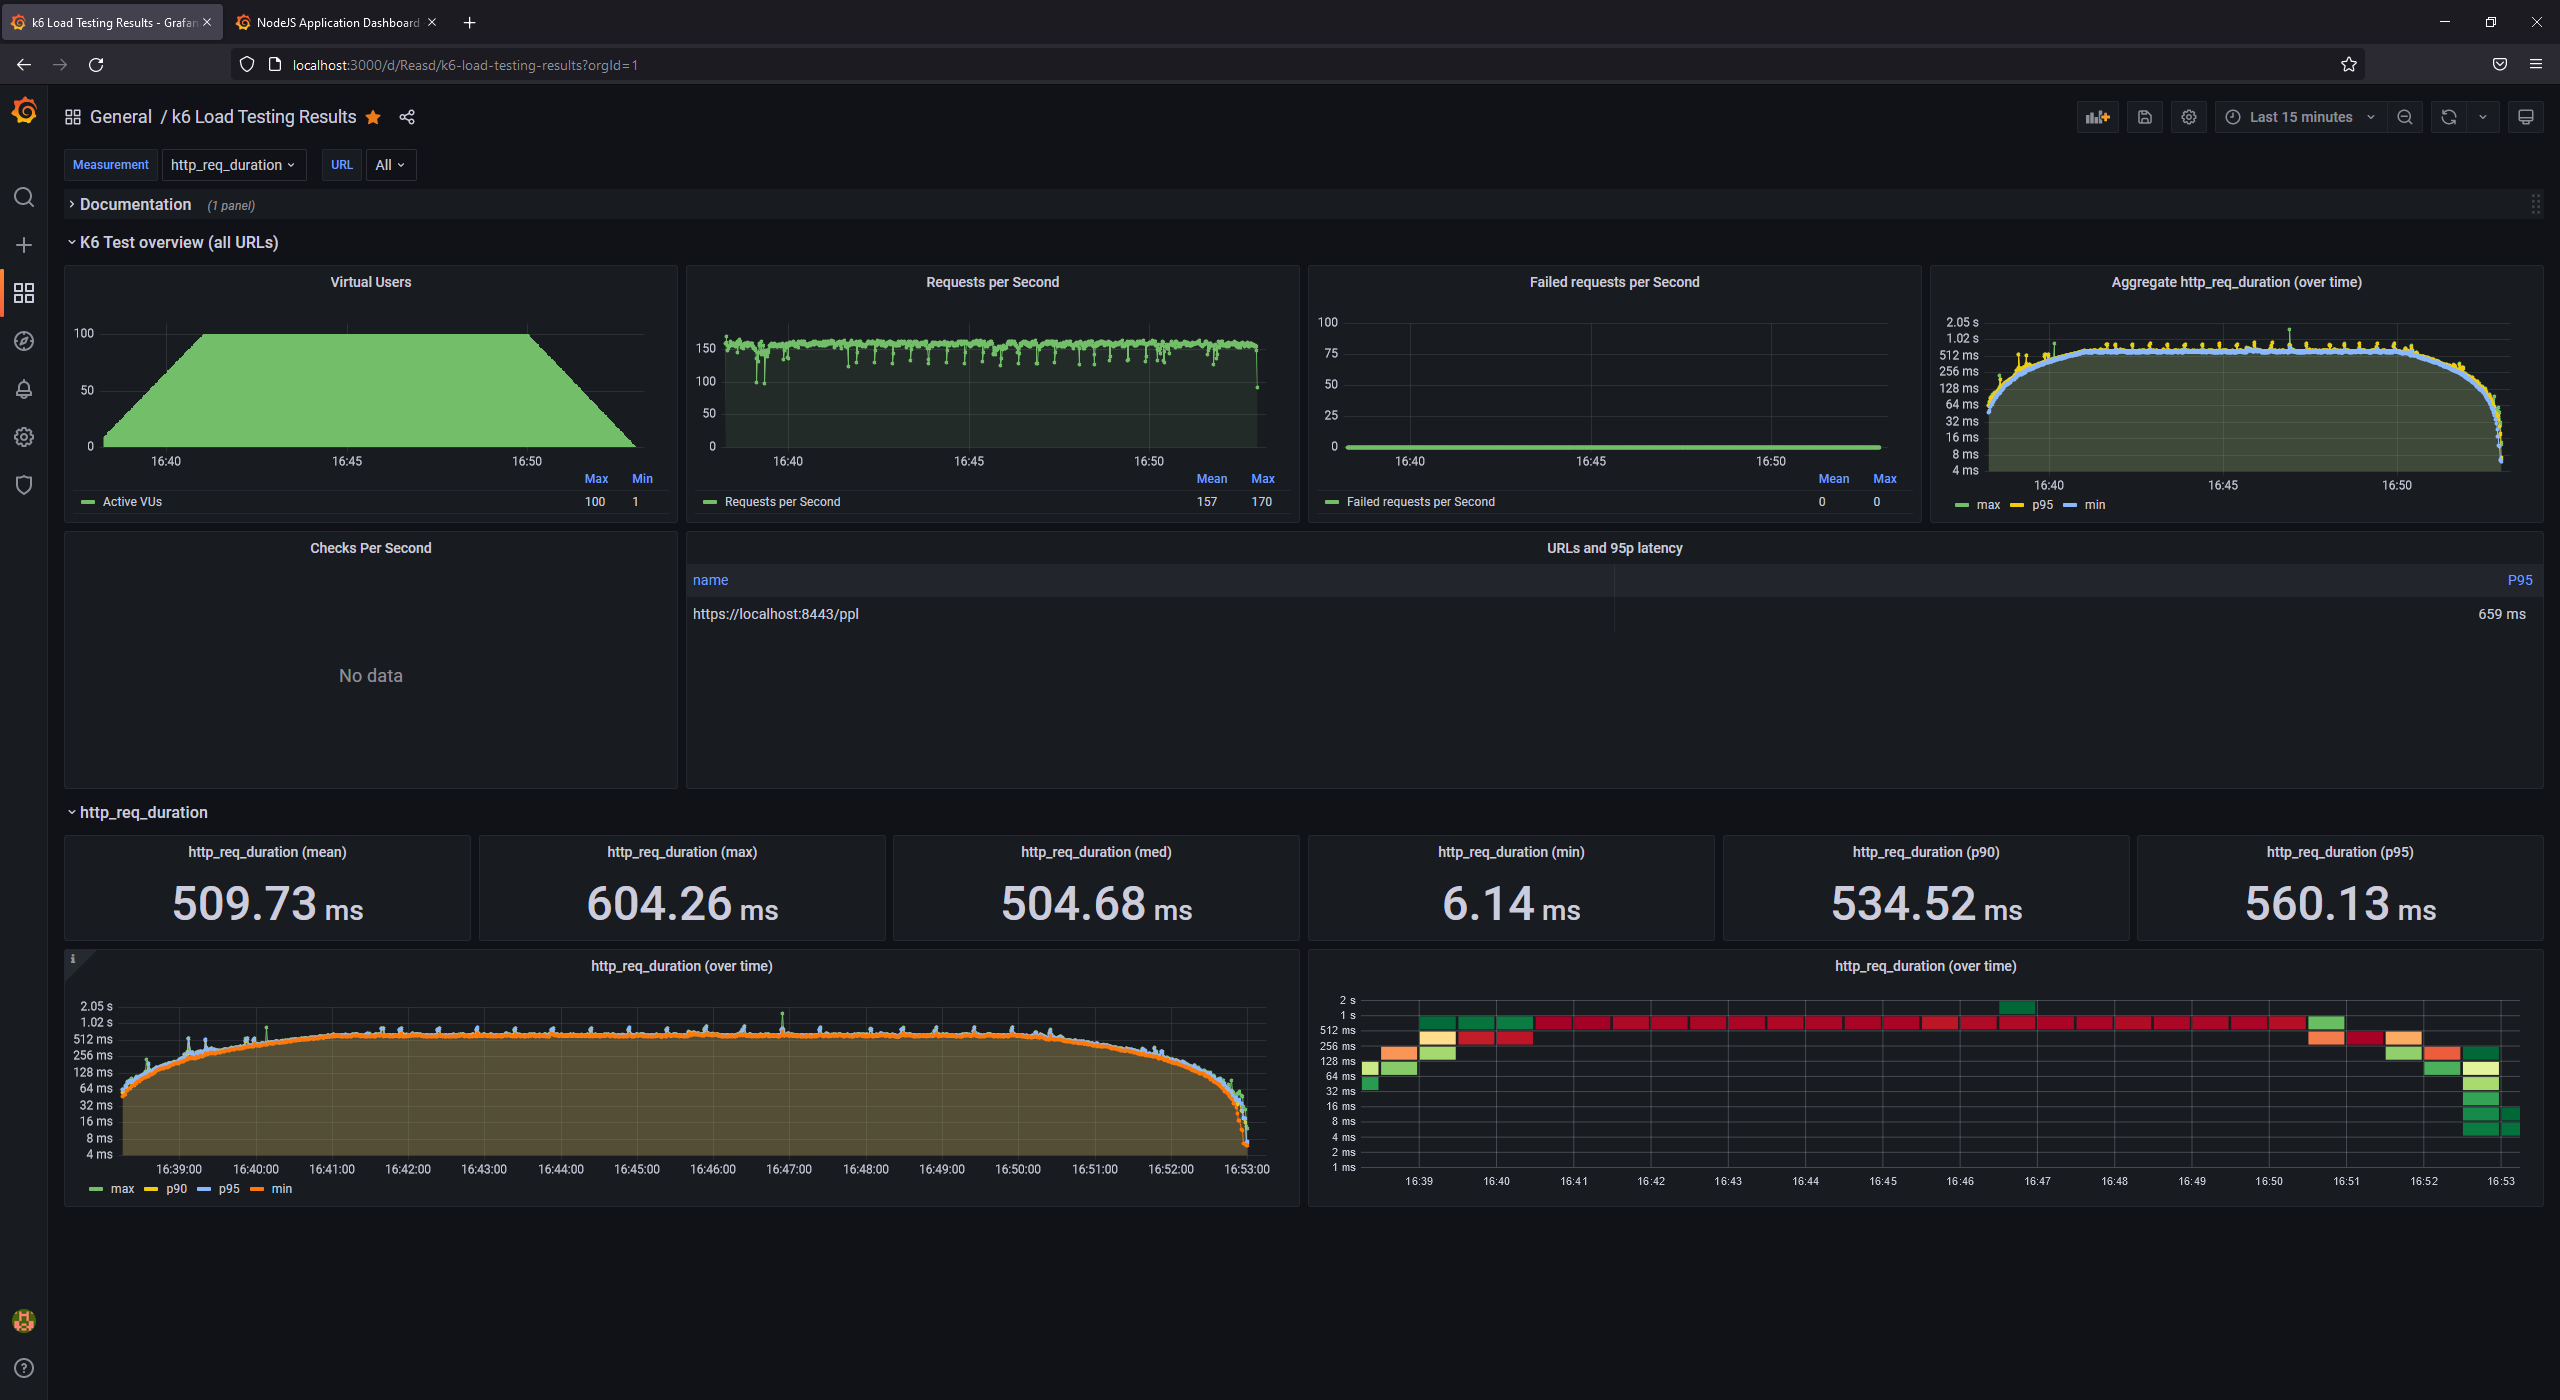 k6 Load Testing Results - Grafan
NodeJS Application Dashboard
localhost:3000/d/Reasd/k6-load-testing-results?orgId=1
General / k6 Load Testing Results
Last 15 minutes
Measurement http_req_duration URL All
Documentation (1 panel)
K6 Test overview (all URLs)
Virtual Users
100
50
0
16:40 16:45 16:50
Max Min
Active VUs 100 1
Requests per Second
150
100
50
0
16:40 16:45 16:50
Mean Max
Requests per Second 157 170
Failed requests per Second
100
75
50
25
0
16:40 16:45 16:50
Mean Max
Failed requests per Second 0 0
Aggregate http_req_duration (over time)
2.05 s
1.02 s
512 ms
256 ms
128 ms
64 ms
32 ms
16 ms
8 ms
4 ms
16:40 16:45 16:50
max p95 min
Checks Per Second
No data
URLs and 95p latency
name P95
https://localhost:8443/ppl 659 ms
http_req_duration
http_req_duration (mean)
509.73 ms
http_req_duration (max)
604.26 ms
http_req_duration (med)
504.68 ms
http_req_duration (min)
6.14 ms
http_req_duration (p90)
534.52 ms
http_req_duration (p95)
560.13 ms
i
http_req_duration (over time)
2.05 s
1.02 s
512 ms
256 ms
128 ms
64 ms
32 ms
16 ms
8 ms
4 ms
16:39:00 16:40:00 16:41:00 16:42:00 16:43:00 16:44:00 16:45:00 16:46:00 16:47:00 16:48:00 16:49:00 16:50:00 16:51:00 16:52:00 16:53:00
max p90 p95 min
http_req_duration (over time)
2 s
1 s
512 ms
256 ms
128 ms
64 ms
32 ms
16 ms
8 ms
4 ms
2 ms
1 ms
16:39 16:40 16:41 16:42 16:43 16:44 16:45 16:46 16:47 16:48 16:49 16:50 16:51 16:52 16:53